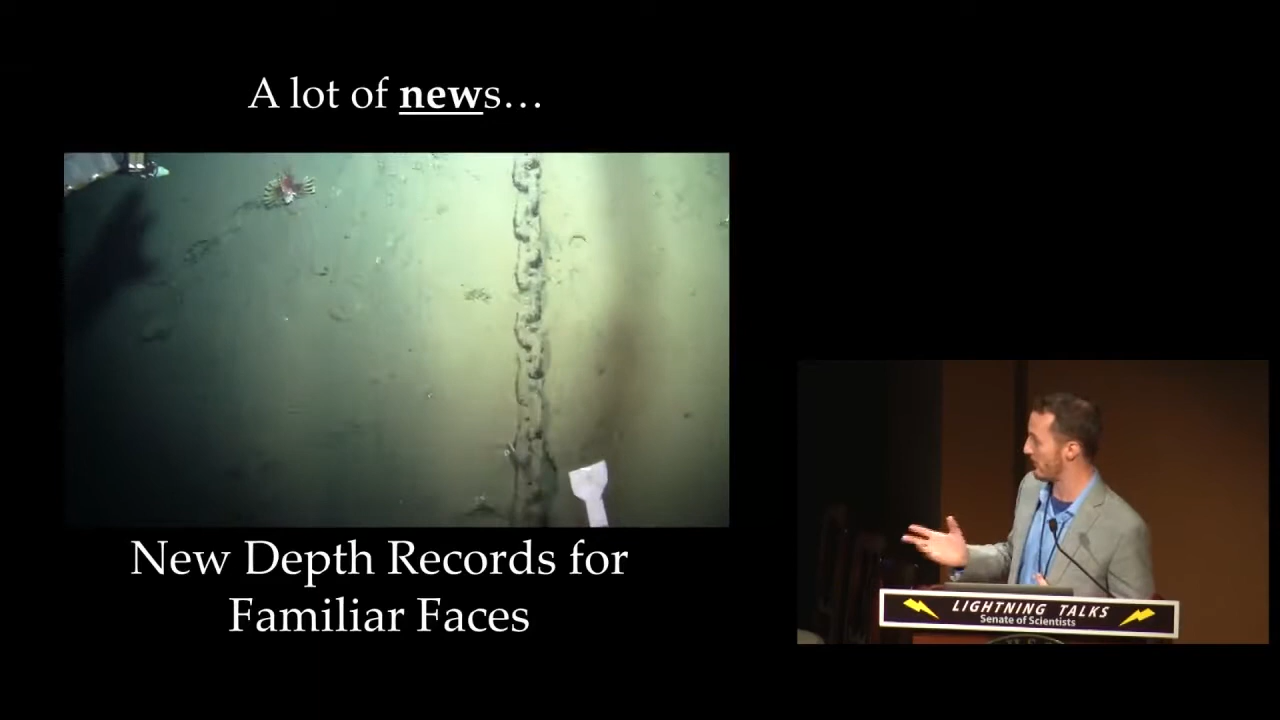 A lot of news…
New Depth Records for
Familiar Faces
LIGHTNING TALKS
Senate of Scientists